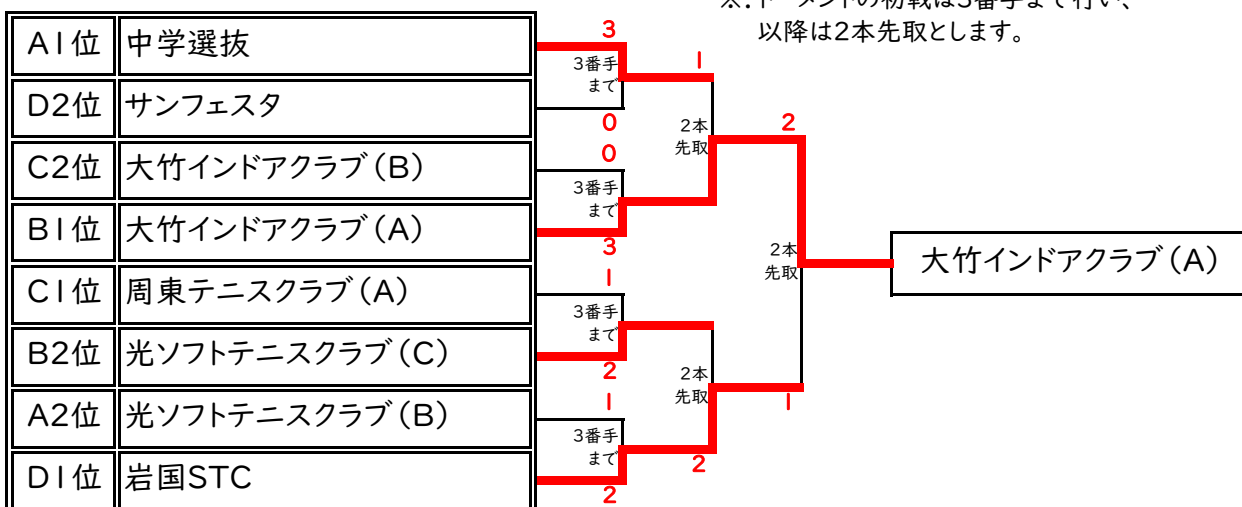 以降は2本先取とします。
A1位 中学選抜
3
3番手
まで
1
D2位 サンフェスタ
0
2本
先取
2
C2位 大竹インドアクラブ(B)
0
3番手
まで
B1位 大竹インドアクラブ(A)
3
2本
先取
大竹インドアクラブ(A)
C1位 周東テニスクラブ(A)
1
3番手
まで
B2位 光ソフトテニスクラブ(C)
2
2本
先取
1
A2位 光ソフトテニスクラブ(B)
1
3番手
まで
2
D1位 岩国STC
2